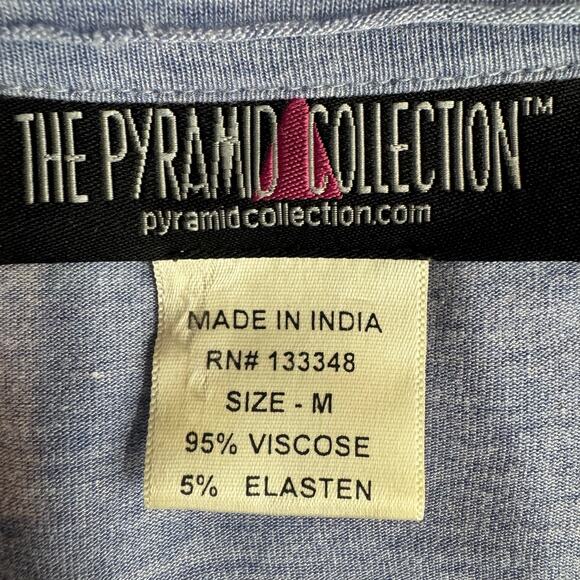 THE PYRAMID COLLECTION™
pyramidcollection.com
MADE IN INDIA
RN# 133348
SIZE - M
95% VISCOSE
5% ELASTEN